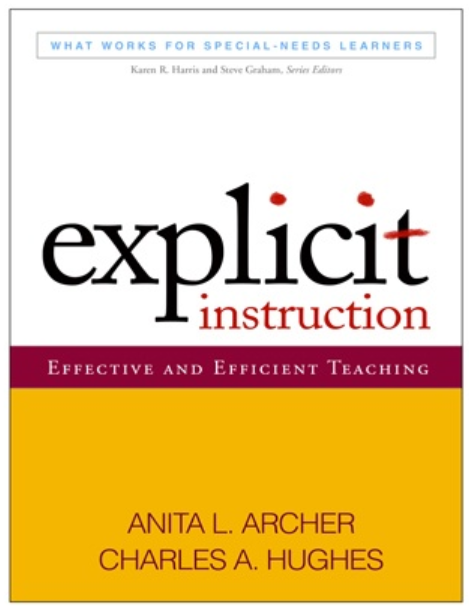 WHAT WORKS FOR SPECIAL-NEEDS LEARNERS
Karen R. Harris and Steve Graham, Series Editors
explicit
instruction
EFFECTIVE AND EFFICIENT TEACHING
ANITA L. ARCHER
CHARLES A. HUGHES